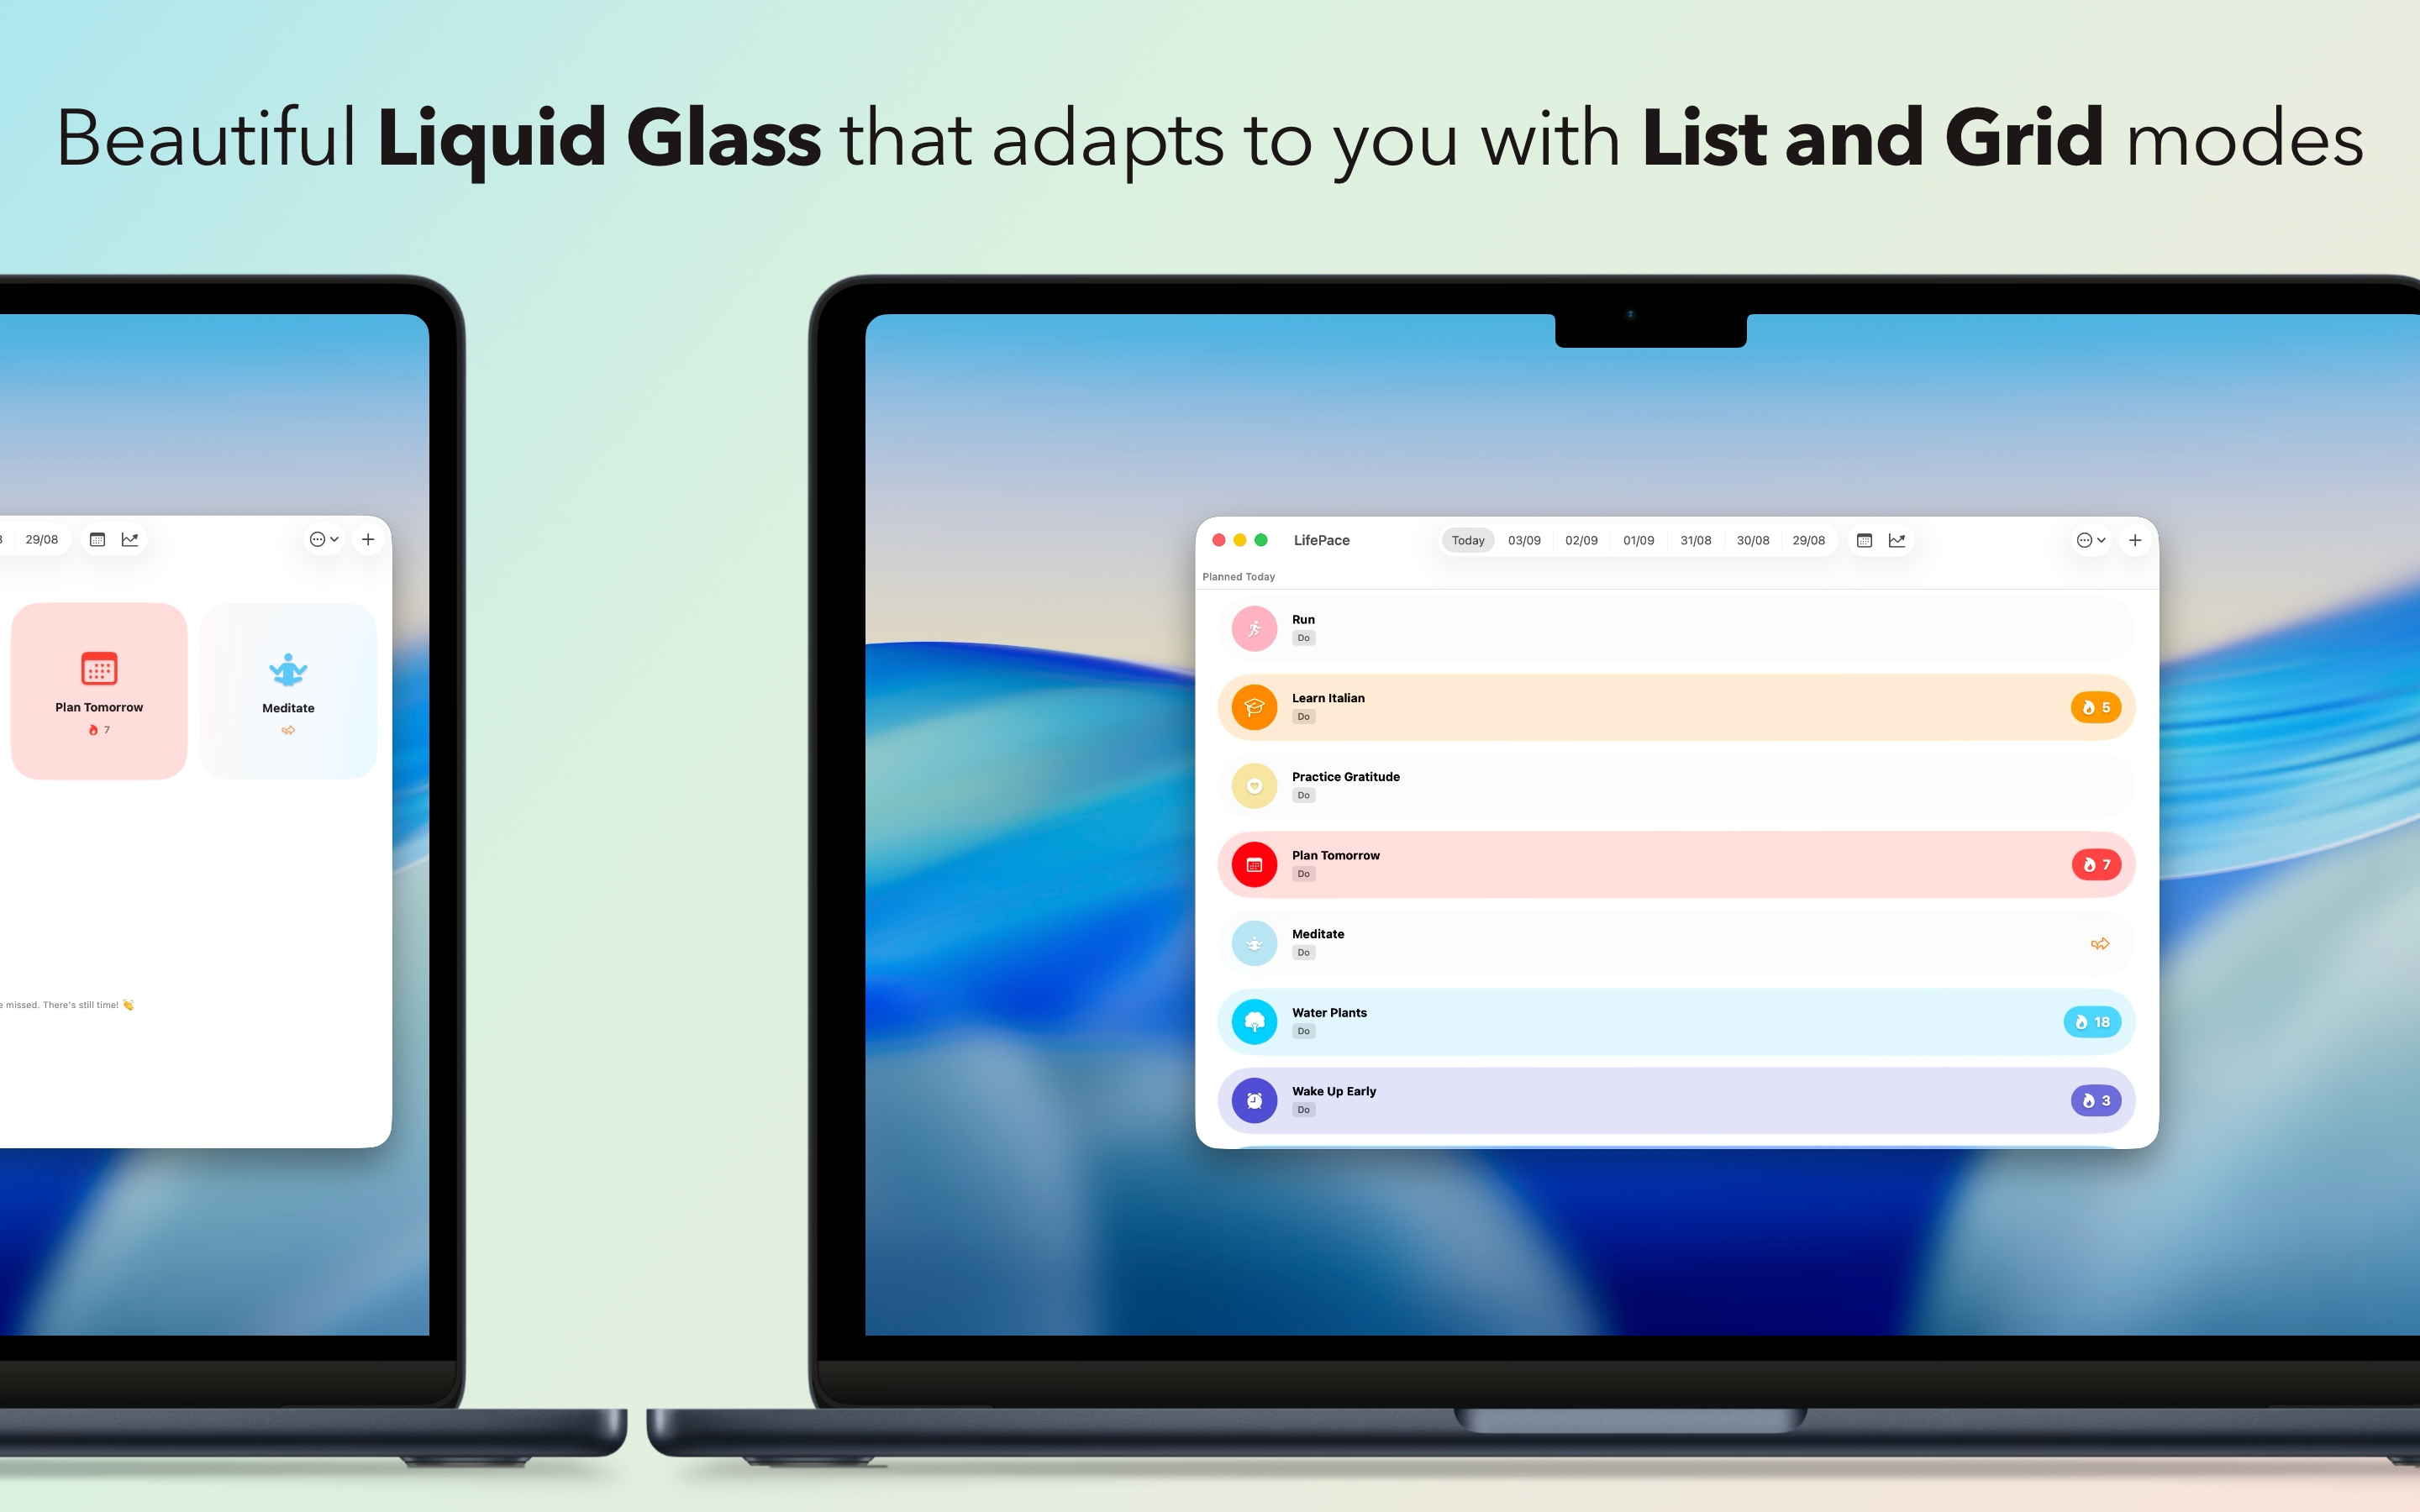 Beautiful Liquid Glass that adapts to you with List and Grid modes
29/08
Plan Tomorrow
7
Meditate
missed. There's still time! 👏
LifePace
Today 03/09 02/09 01/09 31/08 30/08 29/08
Planned Today
Run
Do
Learn Italian
Do
5
Practice Gratitude
Do
Plan Tomorrow
Do
7
Meditate
Do
Water Plants
Do
18
Wake Up Early
Do
3